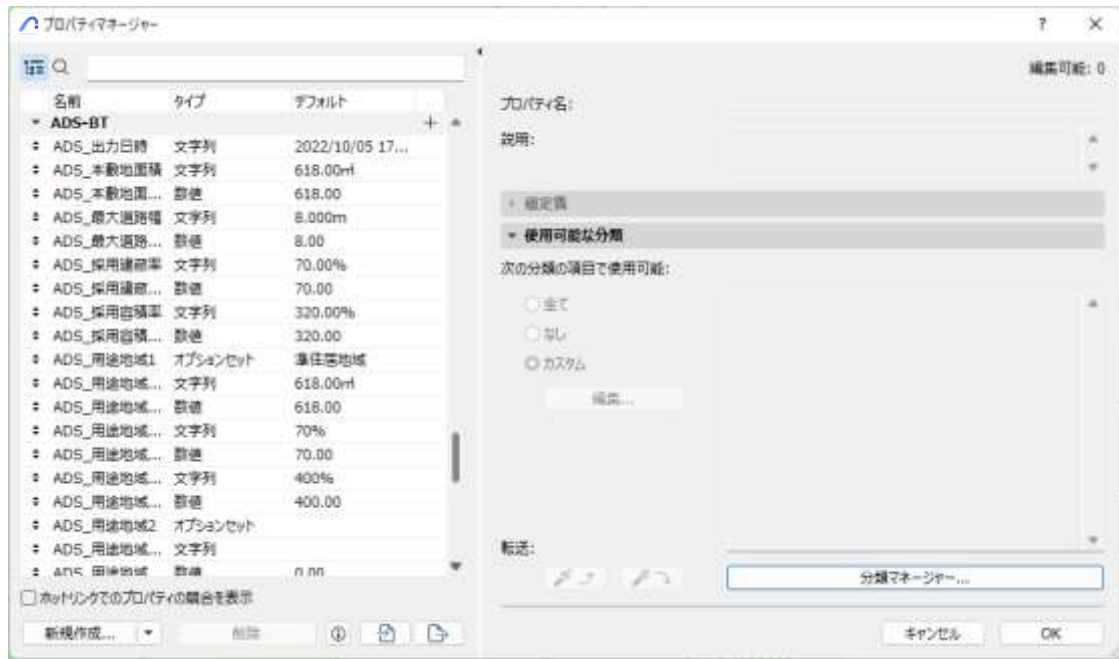 プロパティマネージャー
? ×
編集可能: 0
名前 タイプ デフォルト
ADS-BT
ADS_出力日時 文字列 2022/10/05 17...
ADS_本敷地面積 文字列 618.00㎡
ADS_本敷地面... 数値 618.00
ADS_最大道路幅 文字列 8.000m
ADS_最大道路... 数値 8.00
ADS_採用建蔽率 文字列 70.00%
ADS_採用建蔽... 数値 70.00
ADS_採用容積率 文字列 320.00%
ADS_採用容積... 数値 320.00
ADS_用途地域1 オプションセット 準住居地域
ADS_用途地域... 文字列 618.00㎡
ADS_用途地域... 数値 618.00
ADS_用途地域... 文字列 70%
ADS_用途地域... 数値 70.00
ADS_用途地域... 文字列 400%
ADS_用途地域... 数値 400.00
ADS_用途地域2 オプションセット
ADS_用途地域... 文字列
ADS_用途地域 数値 0.00
ホットリンクでのプロパティの競合を表示
新規作成... 削除
プロパティ名:
説明:
規定値
使用可能な分類
次の分類の項目で使用可能:
全て
なし
カスタム
編集...
転送:
分類マネージャー...
キャンセル OK